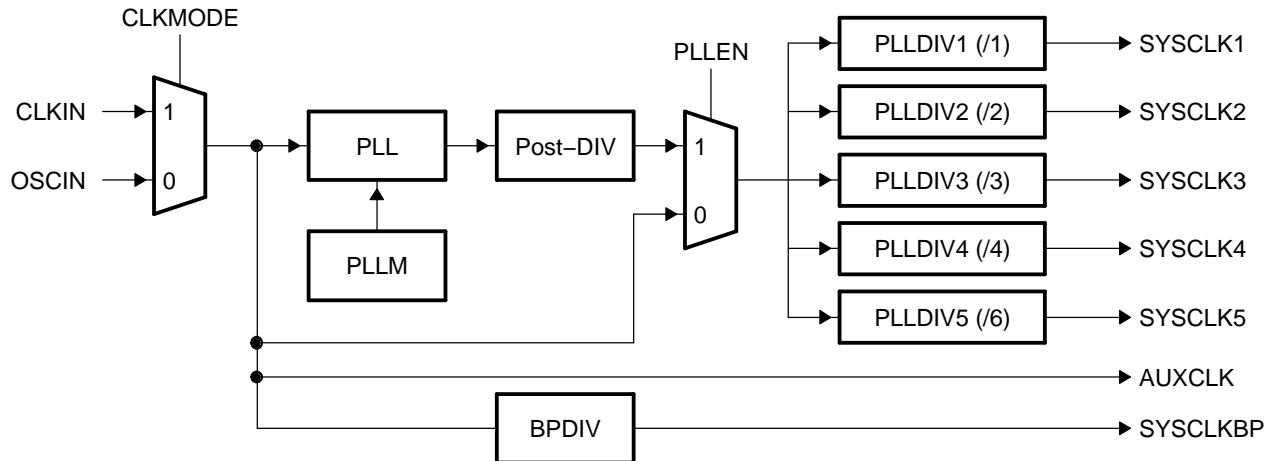 CLKMODE
CLKIN
OSCIN
1
0
PLL
PLLM
Post–DIV
PLLEN
1
0
PLLDIV1 (/1)
SYSCLK1
PLLDIV2 (/2)
SYSCLK2
PLLDIV3 (/3)
SYSCLK3
PLLDIV4 (/4)
SYSCLK4
PLLDIV5 (/6)
SYSCLK5
AUXCLK
BPDIV
SYSCLKBP